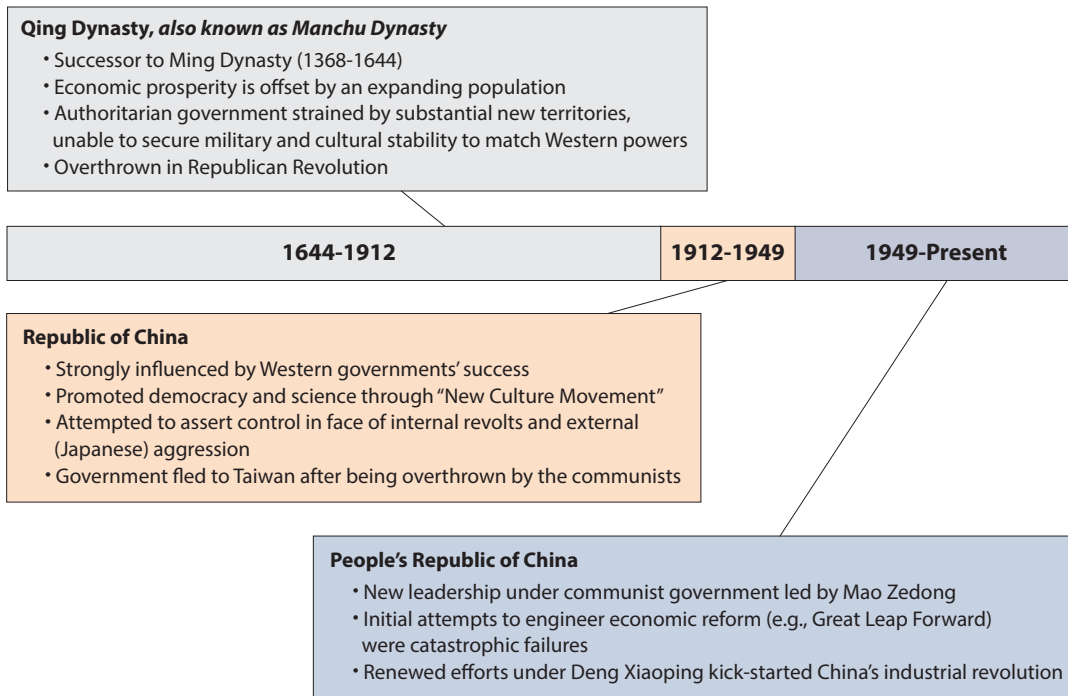 Qing Dynasty, also known as Manchu Dynasty
• Successor to Ming Dynasty (1368-1644)
• Economic prosperity is offset by an expanding population
• Authoritarian government strained by substantial new territories,
unable to secure military and cultural stability to match Western powers
• Overthrown in Republican Revolution
1644-1912
1912-1949
1949-Present
Republic of China
• Strongly influenced by Western governments’ success
• Promoted democracy and science through “New Culture Movement”
• Attempted to assert control in face of internal revolts and external
(Japanese) aggression
• Government fled to Taiwan after being overthrown by the communists
People’s Republic of China
• New leadership under communist government led by Mao Zedong
• Initial attempts to engineer economic reform (e.g., Great Leap Forward)
were catastrophic failures
• Renewed efforts under Deng Xiaoping kick-started China’s industrial revolution